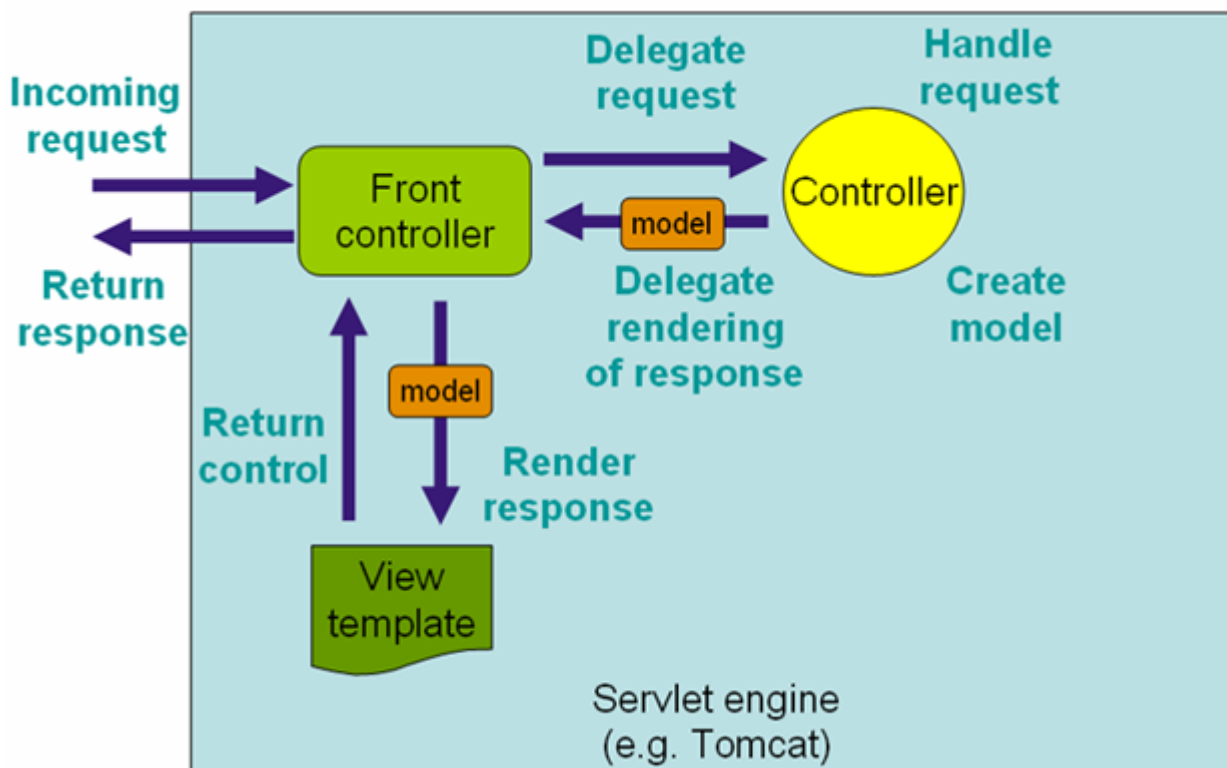 Incoming
request
Return
response
Front
controller
Delegate
request
Handle
request
Controller
model
Delegate
rendering
of response
Create
model
model
Return
control
Render
response
View
template
Servlet engine
(e.g. Tomcat)